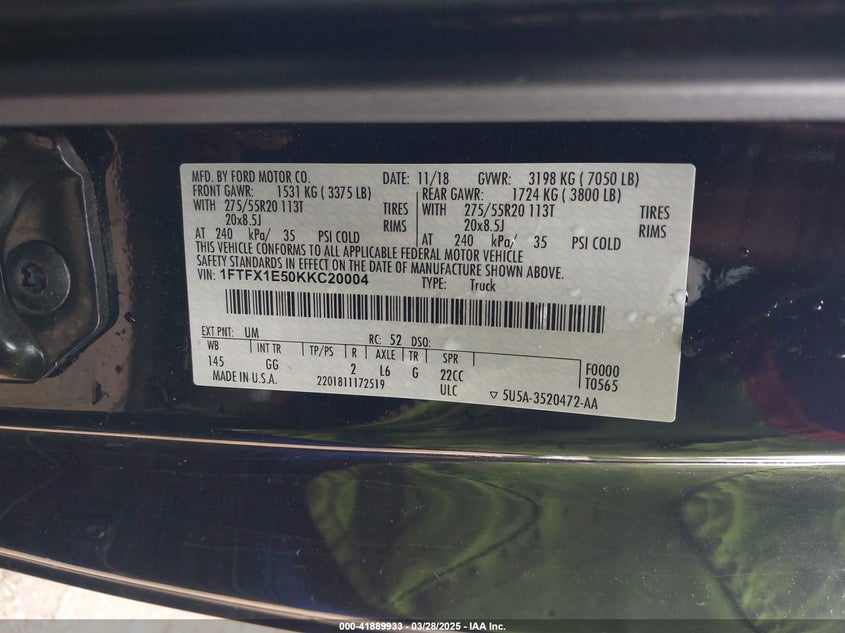 MFD. BY FORD MOTOR CO. DATE: 11/18 GVWR: 3198 KG ( 7050 LB)
FRONT GAWR: 1531 KG ( 3375 LB) REAR GAWR: 1724 KG ( 3800 LB)
WITH 275/55R20 113T TIRES WITH 275/55R20 113T TIRES
20x8.5J RIMS 20x8.5J RIMS
AT 240 kPa/ 35 PSI COLD AT 240 kPa/ 35 PSI COLD
THIS VEHICLE CONFORMS TO ALL APPLICABLE FEDERAL MOTOR VEHICLE
SAFETY STANDARDS IN EFFECT ON THE DATE OF MANUFACTURE SHOWN ABOVE.
VIN: 1FTFX1E50KKC20004 TYPE: Truck
EXT PNT: UM RC: 52 DSO:
WB INT TR TP/PS R AXLE TR SPR F0000
145 GG 2 L6 G 22CC T0565
MADE IN U.S.A. 2201811172519 ULC ▽ 5U5A-3520472-AA
000-41889933 - 03/28/2025 - IAA Inc.